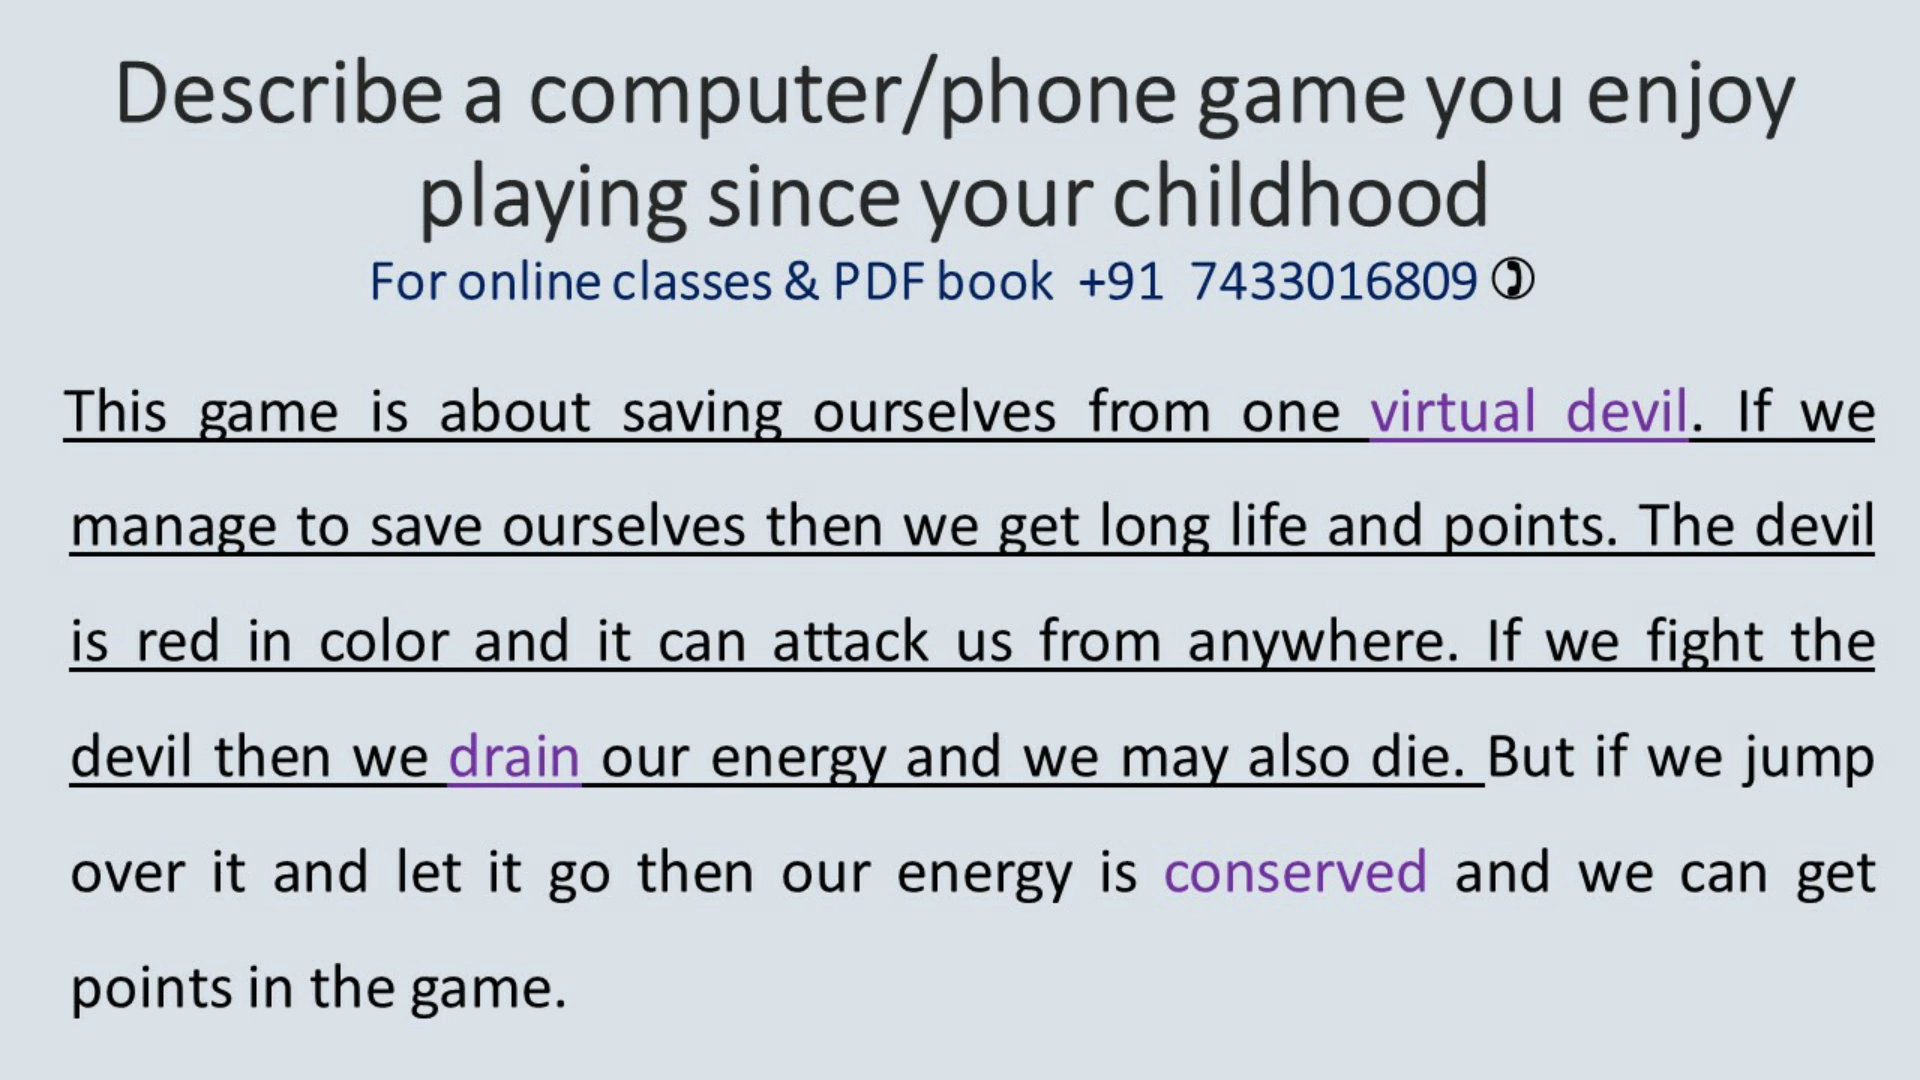 Describe a computer/phone game you enjoy
playing since your childhood
For online classes & PDF book +91 7433016809
This game is about saving ourselves from one virtual devil. If we
manage to save ourselves then we get long life and points. The devil
is red in color and it can attack us from anywhere. If we fight the
devil then we drain our energy and we may also die. But if we jump
over it and let it go then our energy is conserved and we can get
points in the game.